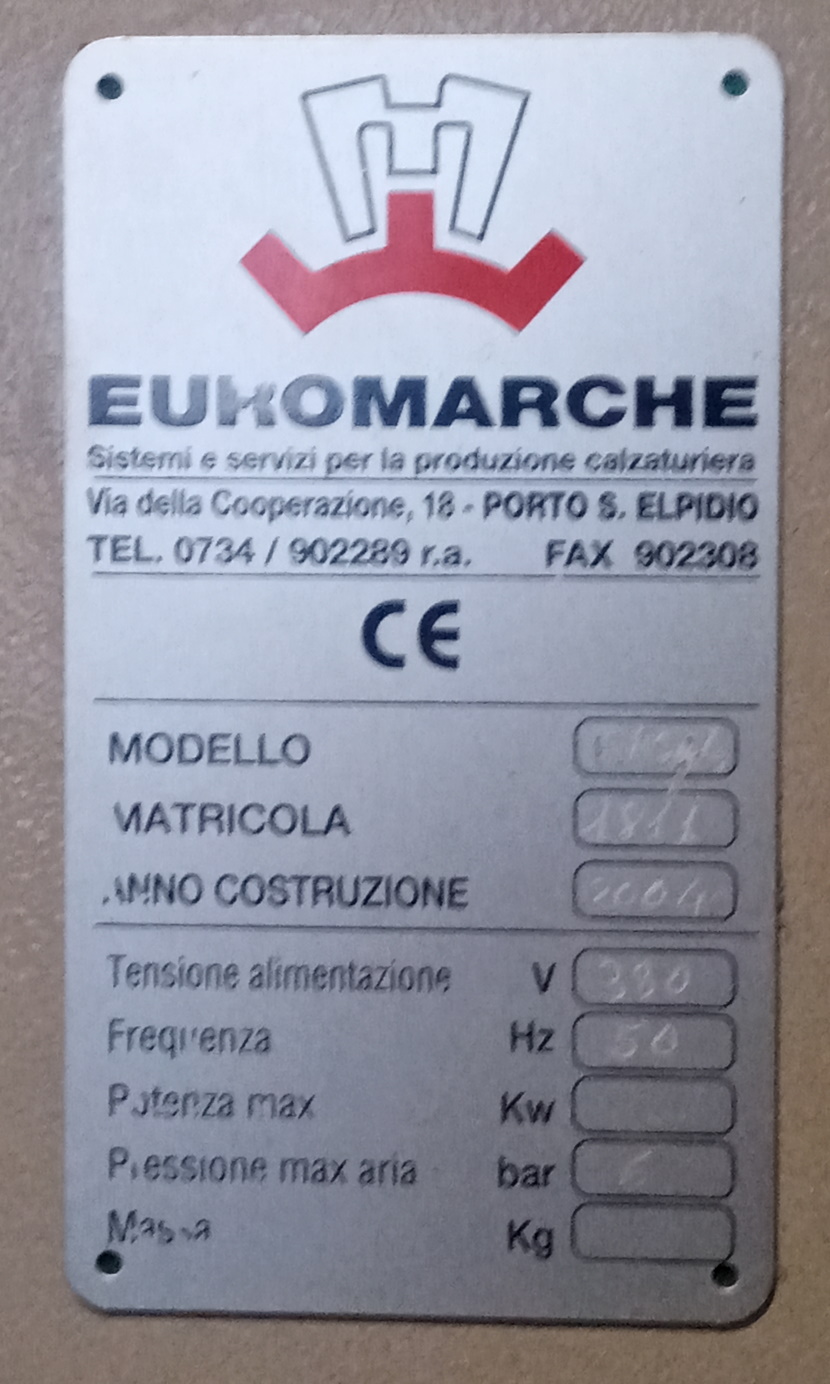 EUROMARCHE
Sistemi e servizi per la produzione calzaturiera
Via della Cooperazione, 18 - PORTO S. ELPIDIO
TEL. 0734 / 902289 r.a. FAX 902308
CE
MODELLO
MATRICOLA
ANNO COSTRUZIONE 2004
Tensione alimentazione V 380
Frequenza Hz 50
Potenza max Kw
Pressione max aria bar 6
Massa Kg